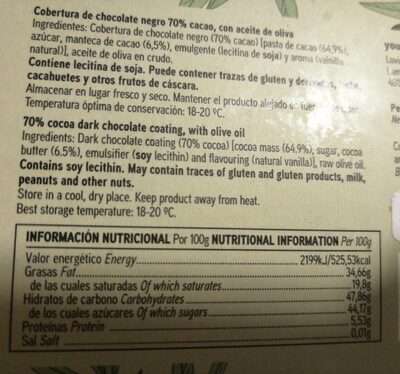 Cobertura de chocolate negro 70% cacao, con aceite de oliva
Ingredientes: Cobertura de chocolate negro (70% cacao) [pasta de cacao (64,9%),
azúcar, manteca de cacao (6,5%), emulgente (lecitina de soja) y aroma (vainilla
natural)], aceite de oliva en crudo.
Contiene lecitina de soja. Puede contener trazas de gluten y
cacahuetes y otros frutos de cáscara.
Almacenar en lugar fresco y seco. Mantener el producto alejado de
Temperatura óptima de conservación: 18-20 ºC.
70% cocoa dark chocolate coating, with olive oil
Ingredients: Dark chocolate coating (70% cocoa) [cocoa mass (64,9%), sugar, cocoa
butter (6.5%), emulsifier (soy lecithin) and flavouring (natural vanilla)], raw olive oil.
Contains soy lecithin. May contain traces of gluten and gluten products, milk,
peanuts and other nuts.
Store in a cool, dry place. Keep product away from heat.
Best storage temperature: 18-20 ºC.
INFORMACIÓN NUTRICIONAL Por 100g NUTRITIONAL INFORMATION Per 100g
Valor energético Energy 2199kJ/525,53kcal
Grasas Fat 34,66g
de las cuales saturadas Of which saturates 19,8g
Hidratos de carbono Carbohydrates 47,86g
de los cuales azúcares Of which sugars 44,17g
Proteínas Protein 5,53g
Sal Salt 0,01g